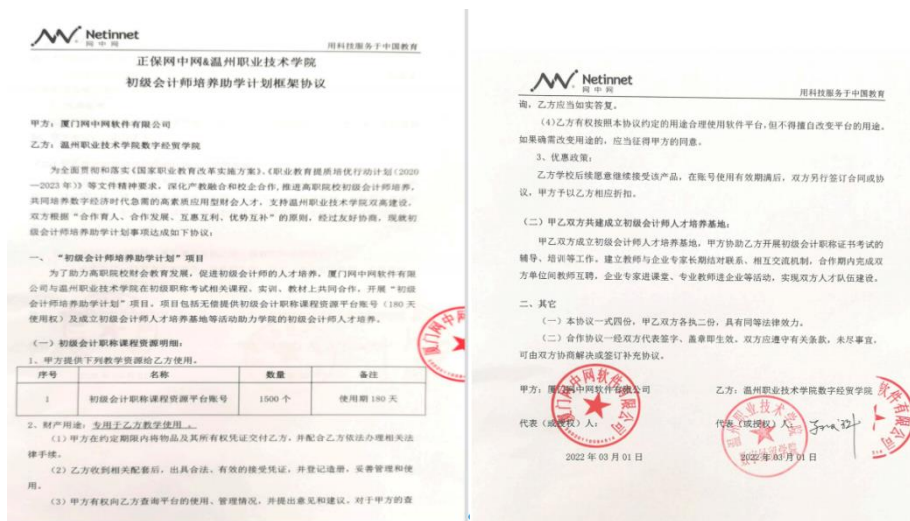 Netinnet
网中网
用科技服务于中国教育
正保网中网&温州职业技术学院
初级会计师培养助学计划框架协议
甲方：厦门网中网软件有限公司
乙方：温州职业技术学院数字经贸学院
为全面贯彻和落实《国家职业教育改革实施方案》、《职业教育提质培优行动计划（2020
—2023年）》等文件精神要求，深化产教融合和校企合作，推进高职院校初级会计师培养，
共同培养数字经济时代急需的高素质应用型财会人才，支持温州职业技术学院双高建设，
双方根据“合作育人、合作发展、互惠互利、优势互补”的原则，经过友好协商，现就初
级会计师培养助学计划事项达成如下协议：
一、“初级会计师培养助学计划”项目
为了助力高职院校财会教育发展，促进初级会计师的人才培养，厦门网中网软件有限
公司与温州职业技术学院在初级职称考试相关课程、实训、教材上共同合作，开展“初级
会计师培养助学计划”项目。项目包括无偿提供初级会计职称课程资源平台账号（180天
使用权）及成立初级会计师人才培养基地等活动助力学院的初级会计师人才培养。
（一）初级会计职称课程资源明细：
1、甲方提供下列教学资源给乙方使用。
序号 名称 数量 备注
1 初级会计职称课程资源平台账号 1500个 使用期180天
2、财产用途：专用于乙方教学使用。
（1）甲方在约定期限内将物品及其所有权凭证交付乙方，并配合乙方依法办理相关法
律手续。
（2）乙方收到相关配套后，出具合法、有效的接受凭证，并登记造册，妥善管理和使
用。
（3）甲方有权向乙方查询平台的使用、管理情况，并提出意见和建议，对于甲方的查
Netinnet
网中网
用科技服务于中国教育
询，乙方应当如实答复。
（4）乙方有权按照本协议约定的用途合理使用软件平台，但不得擅自改变平台的用途。
如果确需改变用途的，应当征得甲方的同意。
3、优惠政策：
乙方学校后续愿意继续接受该产品，在账号使用有效期满后，双方另行签订合同或协
议，甲方予以乙方相应折扣。
（二）甲乙双方共建成立初级会计师人才培养基地：
甲乙双方成立初级会计师人才培养基地，甲方协助乙方开展初级会计职称证书考试的
辅导、培训等工作。建立教师与企业专家长期结对联系、相互交流机制，合作期内完成双
方单位间教师互聘，企业专家进课堂、专业教师进企业等活动，实现双方人才队伍建设。
二、其它
（一）本协议一式四份，甲乙双方各执二份，具有同等法律效力。
（二）合作协议一经双方代表签字、盖章即生效。双方应遵守有关条款，未尽事宜，
可由双方协商解决或签订补充协议。
甲方：厦门网中网软件有限公司
乙方：温州职业技术学院数字经贸学院
代表（或授权）人：
代表（或授权）人：
2022年03月01日
2022年03月01日